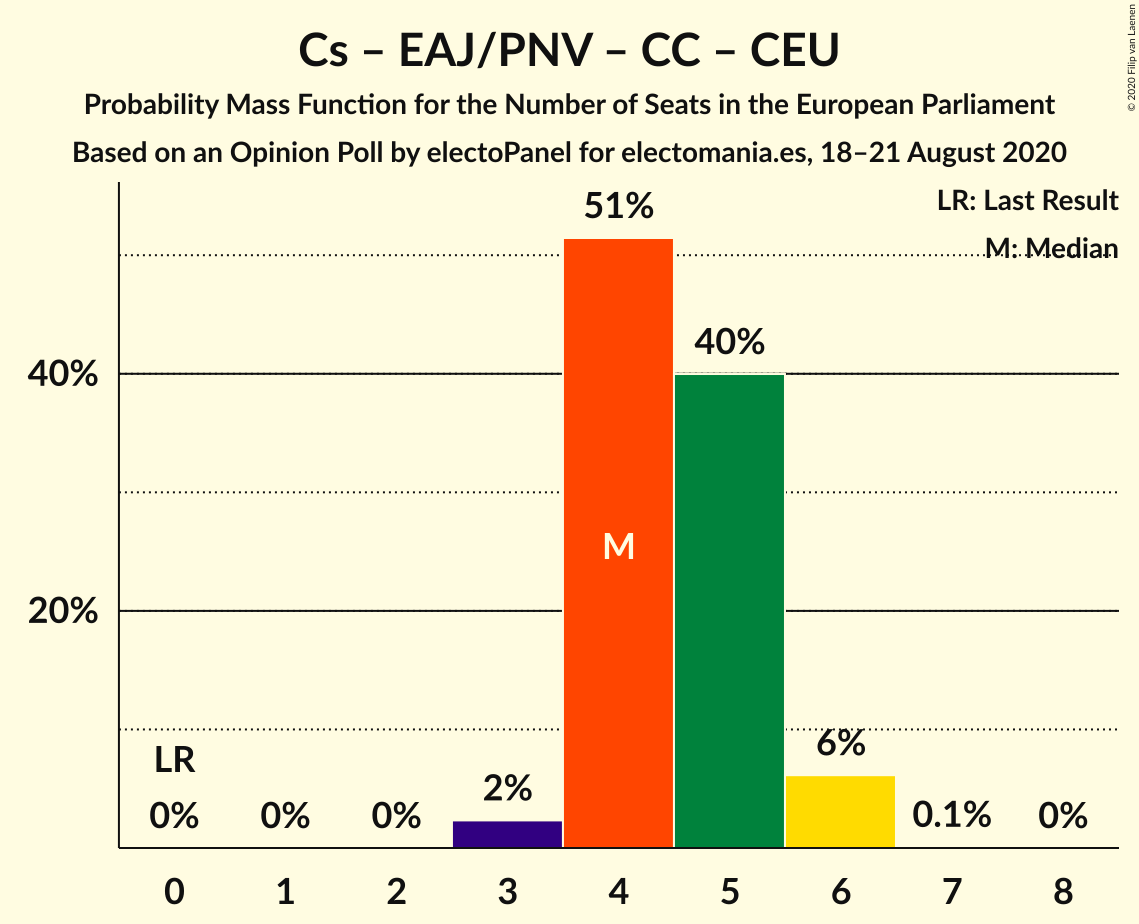 Cs – EAJ/PNV – CC – CEU
Probability Mass Function for the Number of Seats in the European Parliament
Based on an Opinion Poll by electoPanel for electomania.es, 18–21 August 2020
© 2020 Filip van Laenen
LR: Last Result
M: Median
51%
40%
40%
M
20%
6%
LR
2%
0% 0% 0% 0.1% 0%
0 1 2 3 4 5 6 7 8